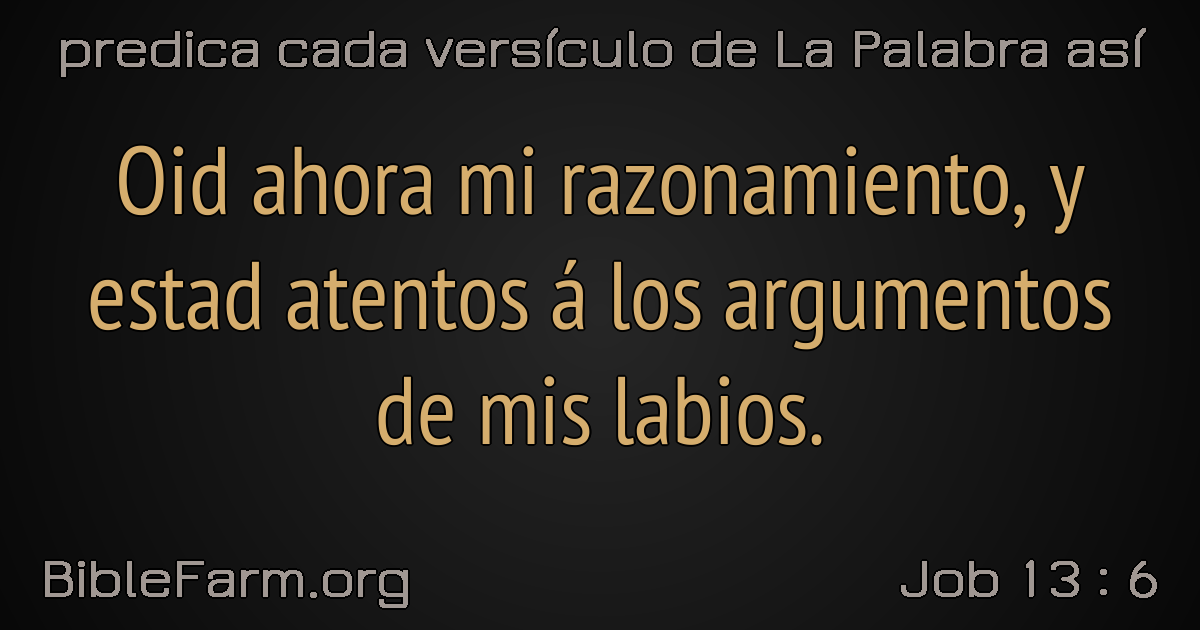 predica cada versículo de La Palabra así
Oid ahora mi razonamiento, y
estad atentos á los argumentos
de mis labios.
BibleFarm.org
Job 13 : 6